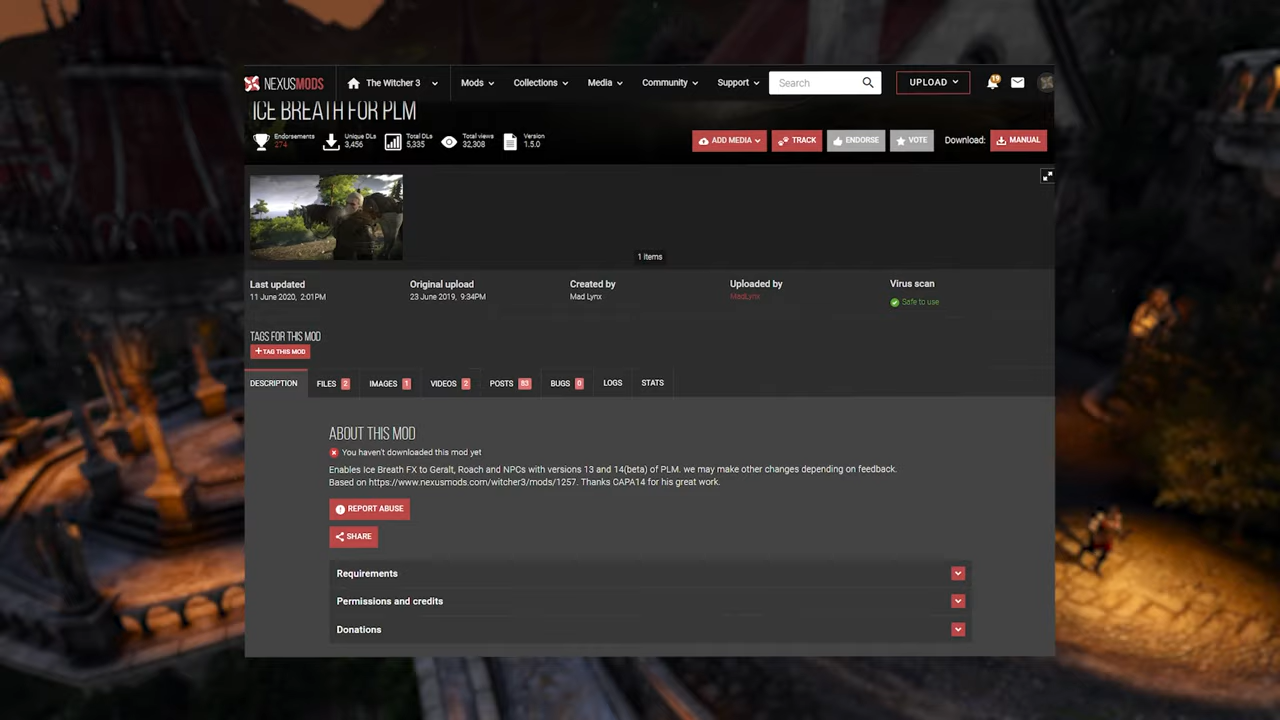 NEXUSMODS The Witcher 3 Mods Collections Media Community Support Search UPLOAD 19
ICE BREATH FOR PLM
Endorsements 274 Unique DLs 3,456 Total DLs 5,335 Total views 32,308 Version 1.5.0
ADD MEDIA TRACK ENDORSE VOTE Download: MANUAL
1 items
Last updated Original upload Created by Uploaded by Virus scan
11 June 2020, 2:01PM 23 June 2019, 9:34PM Mad Lynx MadLynx Safe to use
TAGS FOR THIS MOD
+TAG THIS MOD
DESCRIPTION FILES 2 IMAGES 1 VIDEOS 2 POSTS 83 BUGS 0 LOGS STATS
ABOUT THIS MOD
You haven't downloaded this mod yet
Enables Ice Breath FX to Geralt, Roach and NPCs with versions 13 and 14(beta) of PLM. we may make other changes depending on feedback.
Based on https://www.nexusmods.com/witcher3/mods/1257. Thanks CAPA14 for his great work.
REPORT ABUSE
SHARE
Requirements
Permissions and credits
Donations